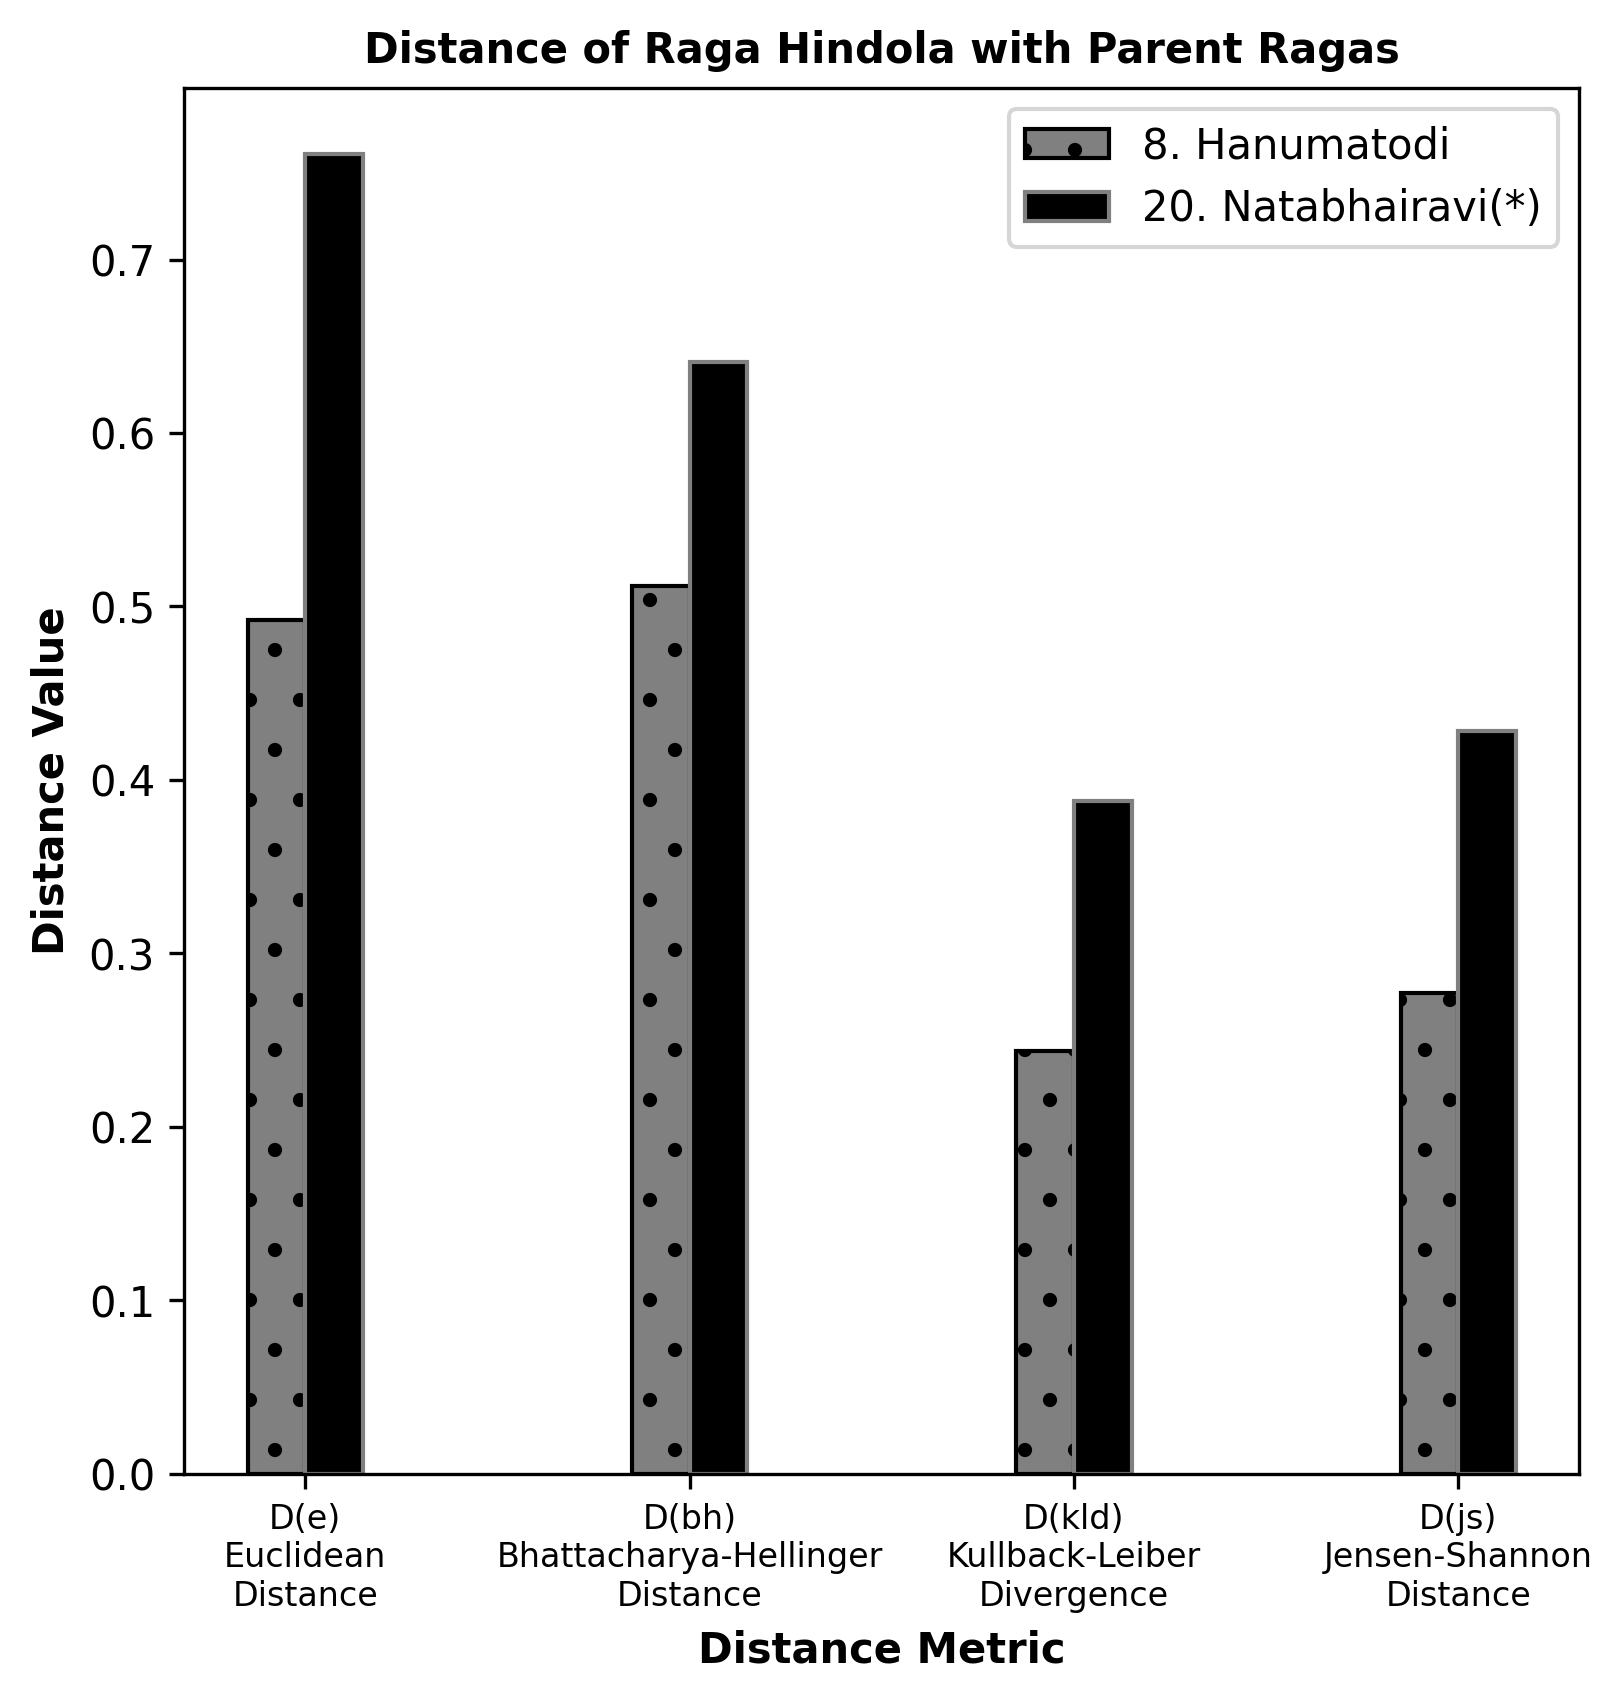 Distance of Raga Hindola with Parent Ragas
8. Hanumatodi
20. Natabhairavi(*)
Distance Value
0.7
0.6
0.5
0.4
0.3
0.2
0.1
0.0
D(e)
Euclidean
Distance
D(bh)
Bhattacharya-Hellinger
Distance
D(kld)
Kullback-Leiber
Divergence
D(js)
Jensen-Shannon
Distance
Distance Metric